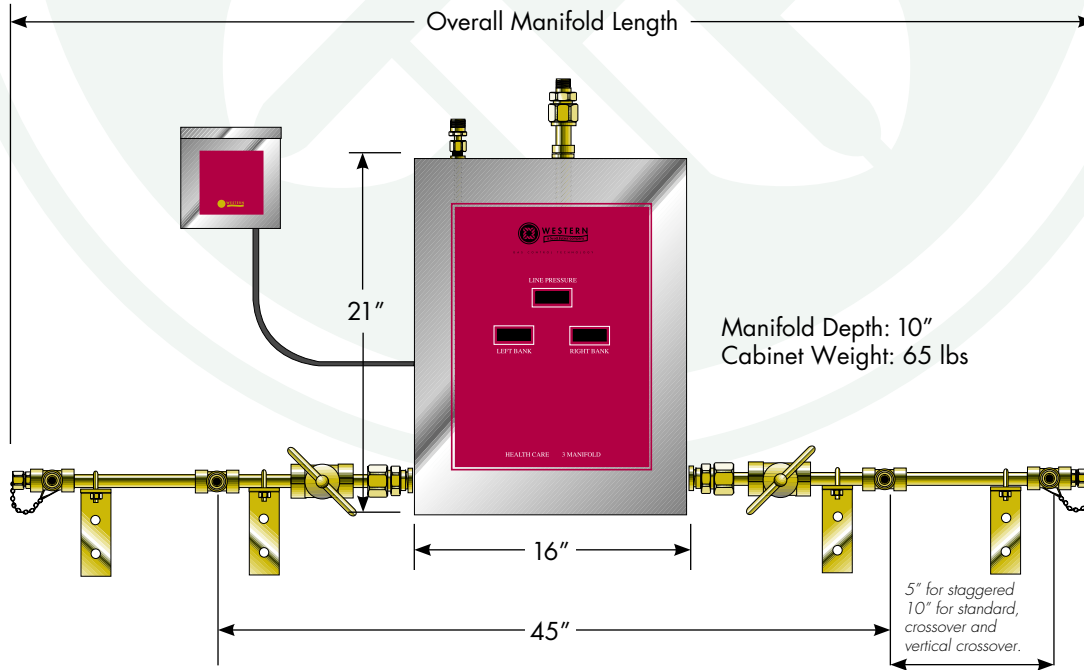 Overall Manifold Length
WESTERN
WESTERN
LINE PRESSURE
21"
LEFT BANK RIGHT BANK
Manifold Depth: 10"
Cabinet Weight: 65 lbs
HEALTH CARE 3 MANIFOLD
16"
5" for staggered
10" for standard,
crossover and
vertical crossover.
45"